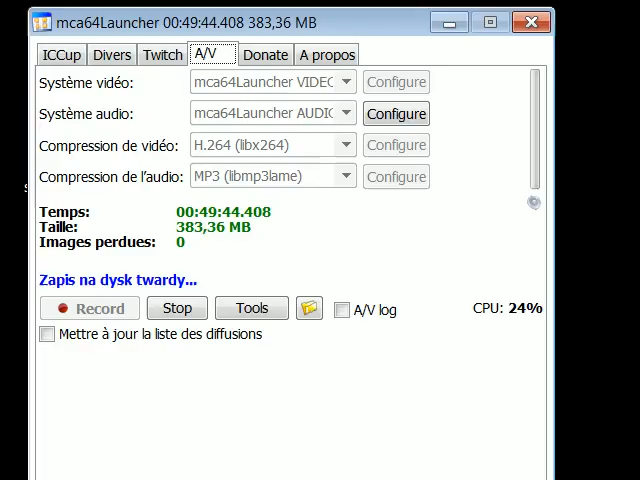 mca64Launcher 00:49:44.408 383,36 MB
ICCup Divers Twitch A/V Donate A propos
Système vidéo: mca64Launcher VIDEO Configure
Système audio: mca64Launcher AUDIO Configure
Compression de vidéo: H.264 (libx264) Configure
Compression de l'audio: MP3 (libmp3lame) Configure
Temps: 00:49:44.408
Taille: 383,36 MB
Images perdues: 0
Zapis na dysk twardy...
Record Stop Tools A/V log CPU: 24%
Mettre à jour la liste des diffusions